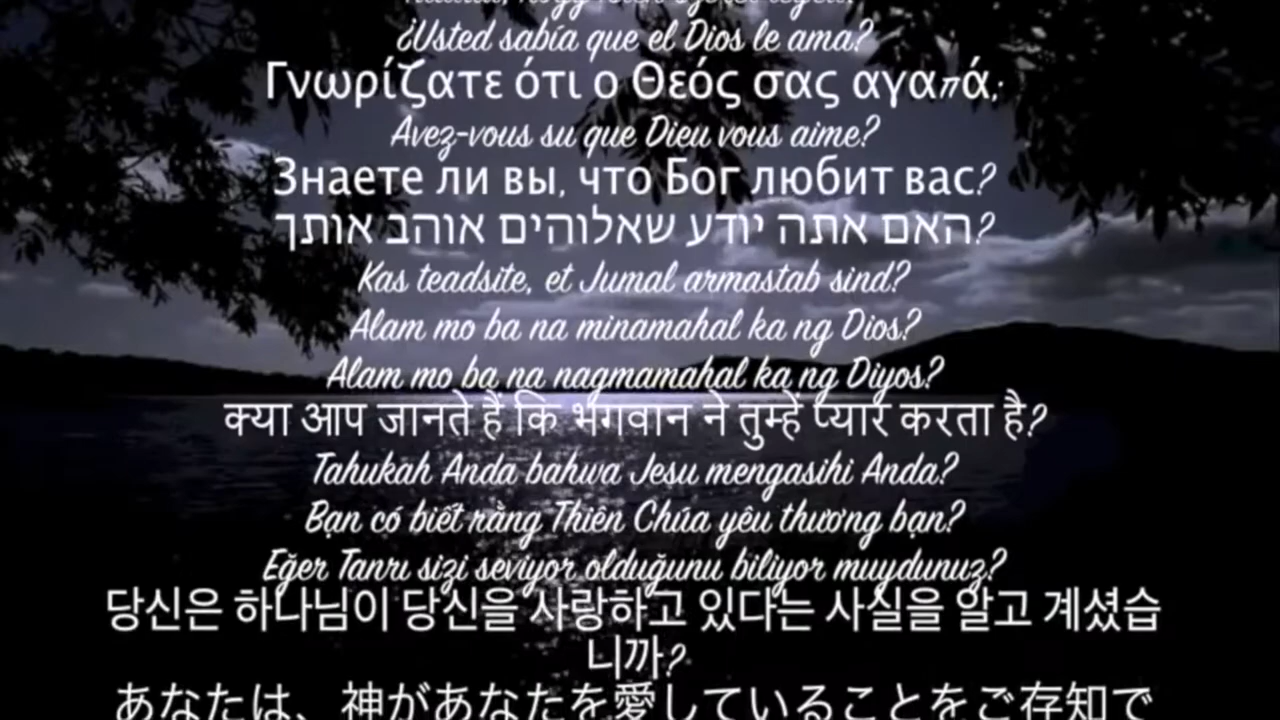 ¿Usted sabía que el Dios le ama?
Γνωρίζατε ότι ο Θεός σας αγαπά;
Avez-vous su que Dieu vous aime?
Знаете ли вы, что Бог любит вас?
האם אתה יודע שאלוהים אוהב אותך?
Kas teadsite, et Jumal armastab sind?
Alam mo ba na minamahal ka ng Dios?
Alam mo ba na nagmamahal ka ng Diyos?
क्या आप जानते हैं कि भगवान ने तुम्हें प्यार करता है?
Tahukah Anda bahwa Jesu mengasihi Anda?
Bạn có biết rằng Thiên Chúa yêu thương bạn?
Eğer Tanrı sizi seviyor olduğunu biliyor muydunuz?
당신은 하나님이 당신을 사랑하고 있다는 사실을 알고 계셨습
니까?
あなたは、神があなたを愛していることをご存知で